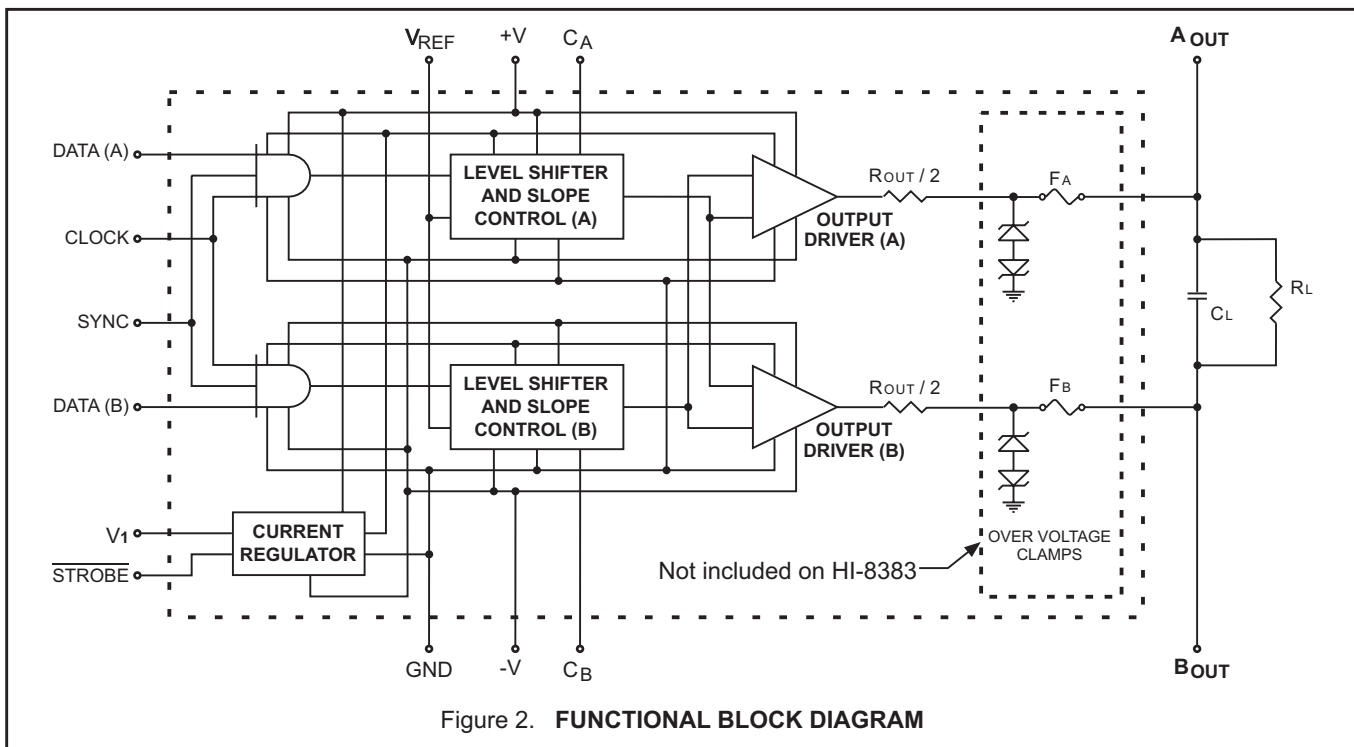 VREF
+V
CA
AOUT
DATA (A)
CLOCK
SYNC
DATA (B)
V1
STROBE
LEVEL SHIFTER
AND SLOPE
CONTROL (A)
OUTPUT
DRIVER (A)
ROUT / 2
FA
CL
RL
LEVEL SHIFTER
AND SLOPE
CONTROL (B)
OUTPUT
DRIVER (B)
ROUT / 2
FB
CURRENT
REGULATOR
OVER VOLTAGE
CLAMPS
Not included on HI-8383
GND
-V
CB
BOUT
Figure 2. FUNCTIONAL BLOCK DIAGRAM